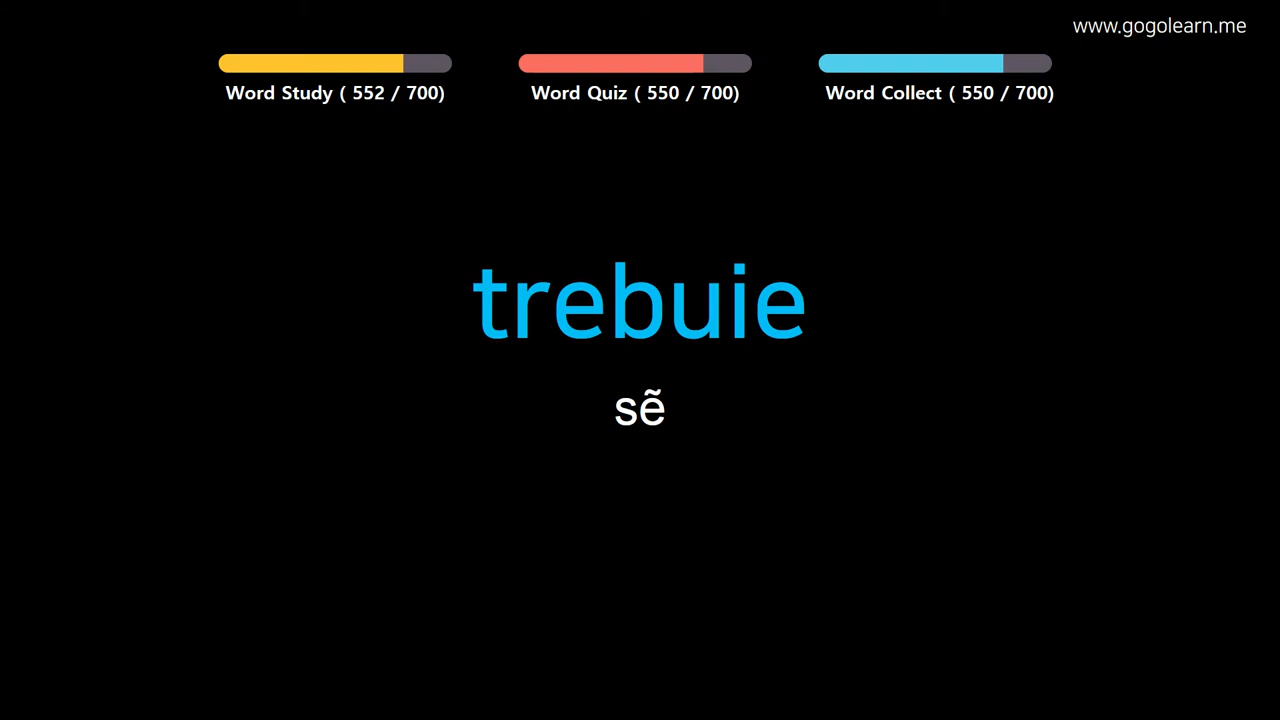 www.gogolearn.me
Word Study ( 552 / 700)
Word Quiz ( 550 / 700)
Word Collect ( 550 / 700)
trebuie
sẽ